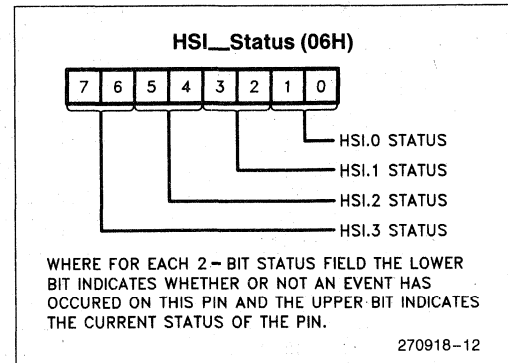 HSI__Status (06H)
7 6 5 4 3 2 1 0
HSI.0 STATUS
HSI.1 STATUS
HSI.2 STATUS
HSI.3 STATUS
WHERE FOR EACH 2-BIT STATUS FIELD THE LOWER
BIT INDICATES WHETHER OR NOT AN EVENT HAS
OCCURED ON THIS PIN AND THE UPPER BIT INDICATES
THE CURRENT STATUS OF THE PIN.
270918-12